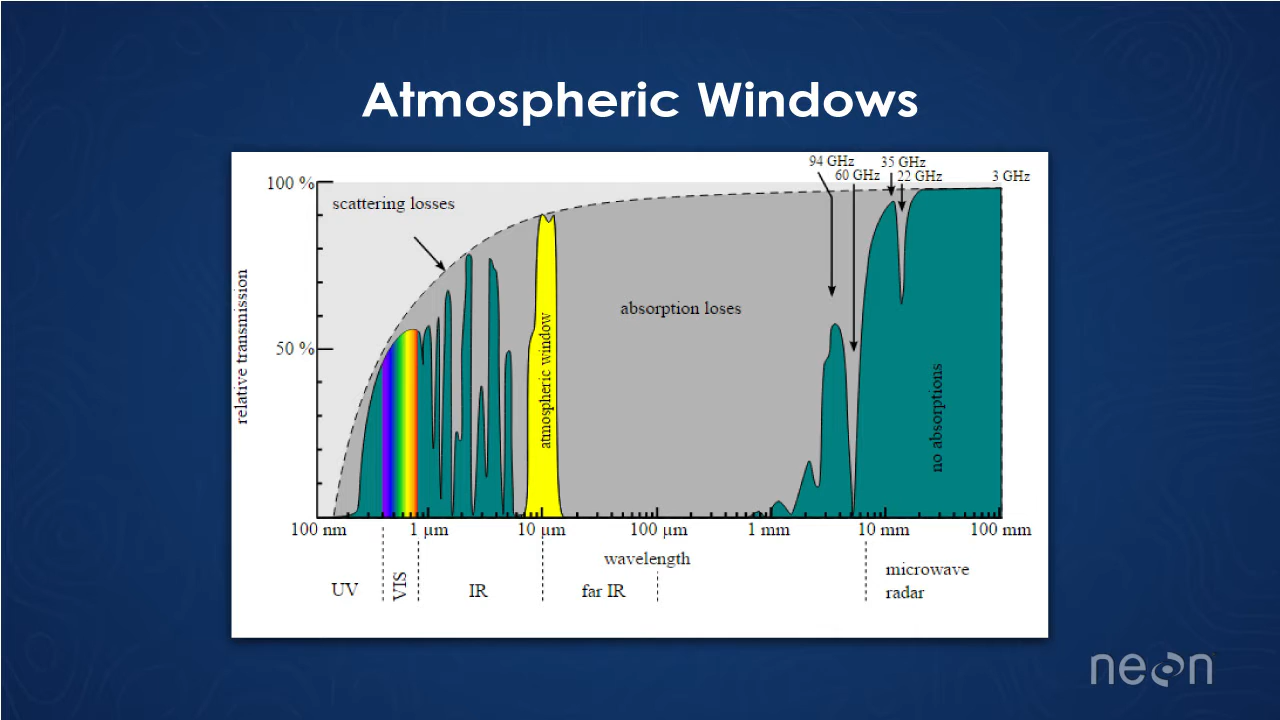 Atmospheric Windows
94 GHz
35 GHz
60 GHz
22 GHz
3 GHz
100 %
scattering losses
relative transmission
absorption loses
atmospheric window
50 %
no absorptions
100 nm
1 µm
10 µm
100 µm
1 mm
10 mm
100 mm
wavelength
UV
VIS
IR
far IR
microwave
radar
neon